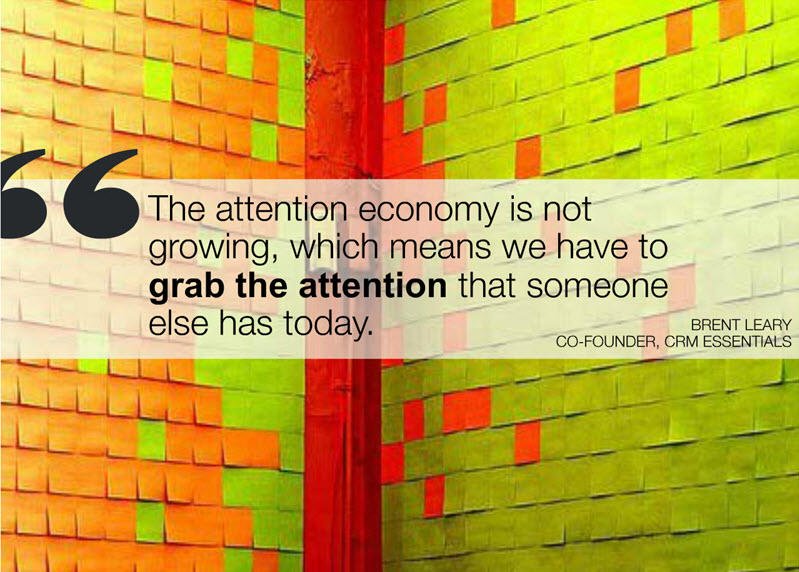 “
The attention economy is not
growing, which means we have to
grab the attention that someone
else has today.
BRENT LEARY
CO-FOUNDER, CRM ESSENTIALS